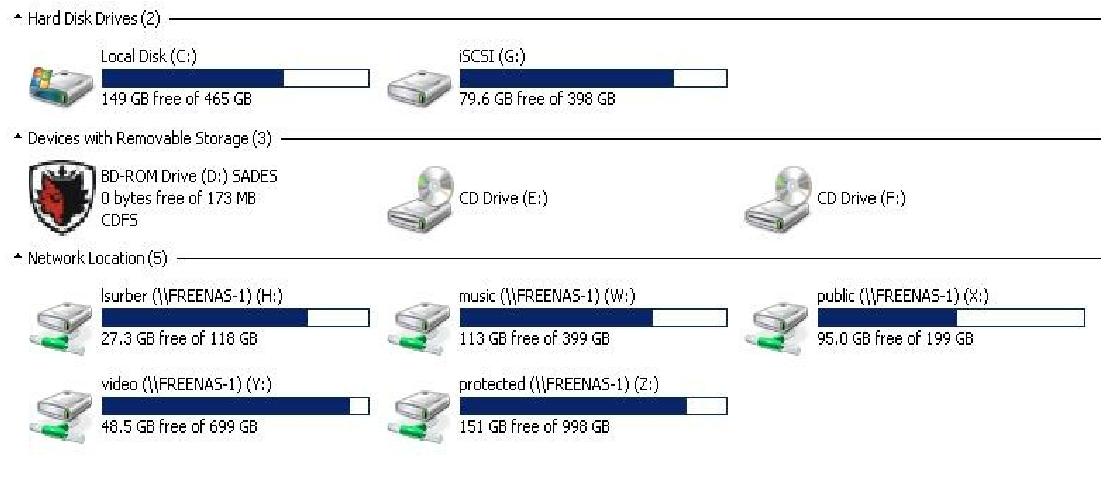 Hard Disk Drives (2)
Local Disk (C:)
149 GB free of 465 GB
iSCSI (G:)
79.6 GB free of 398 GB
Devices with Removable Storage (3)
BD-ROM Drive (D:) SADES
0 bytes free of 173 MB
CDFS
CD Drive (E:)
CD Drive (F:)
Network Location (5)
lsurber (\\FREENAS-1) (H:)
27.3 GB free of 118 GB
music (\\FREENAS-1) (W:)
113 GB free of 399 GB
public (\\FREENAS-1) (X:)
95.0 GB free of 199 GB
video (\\FREENAS-1) (Y:)
48.5 GB free of 699 GB
protected (\\FREENAS-1) (Z:)
151 GB free of 998 GB